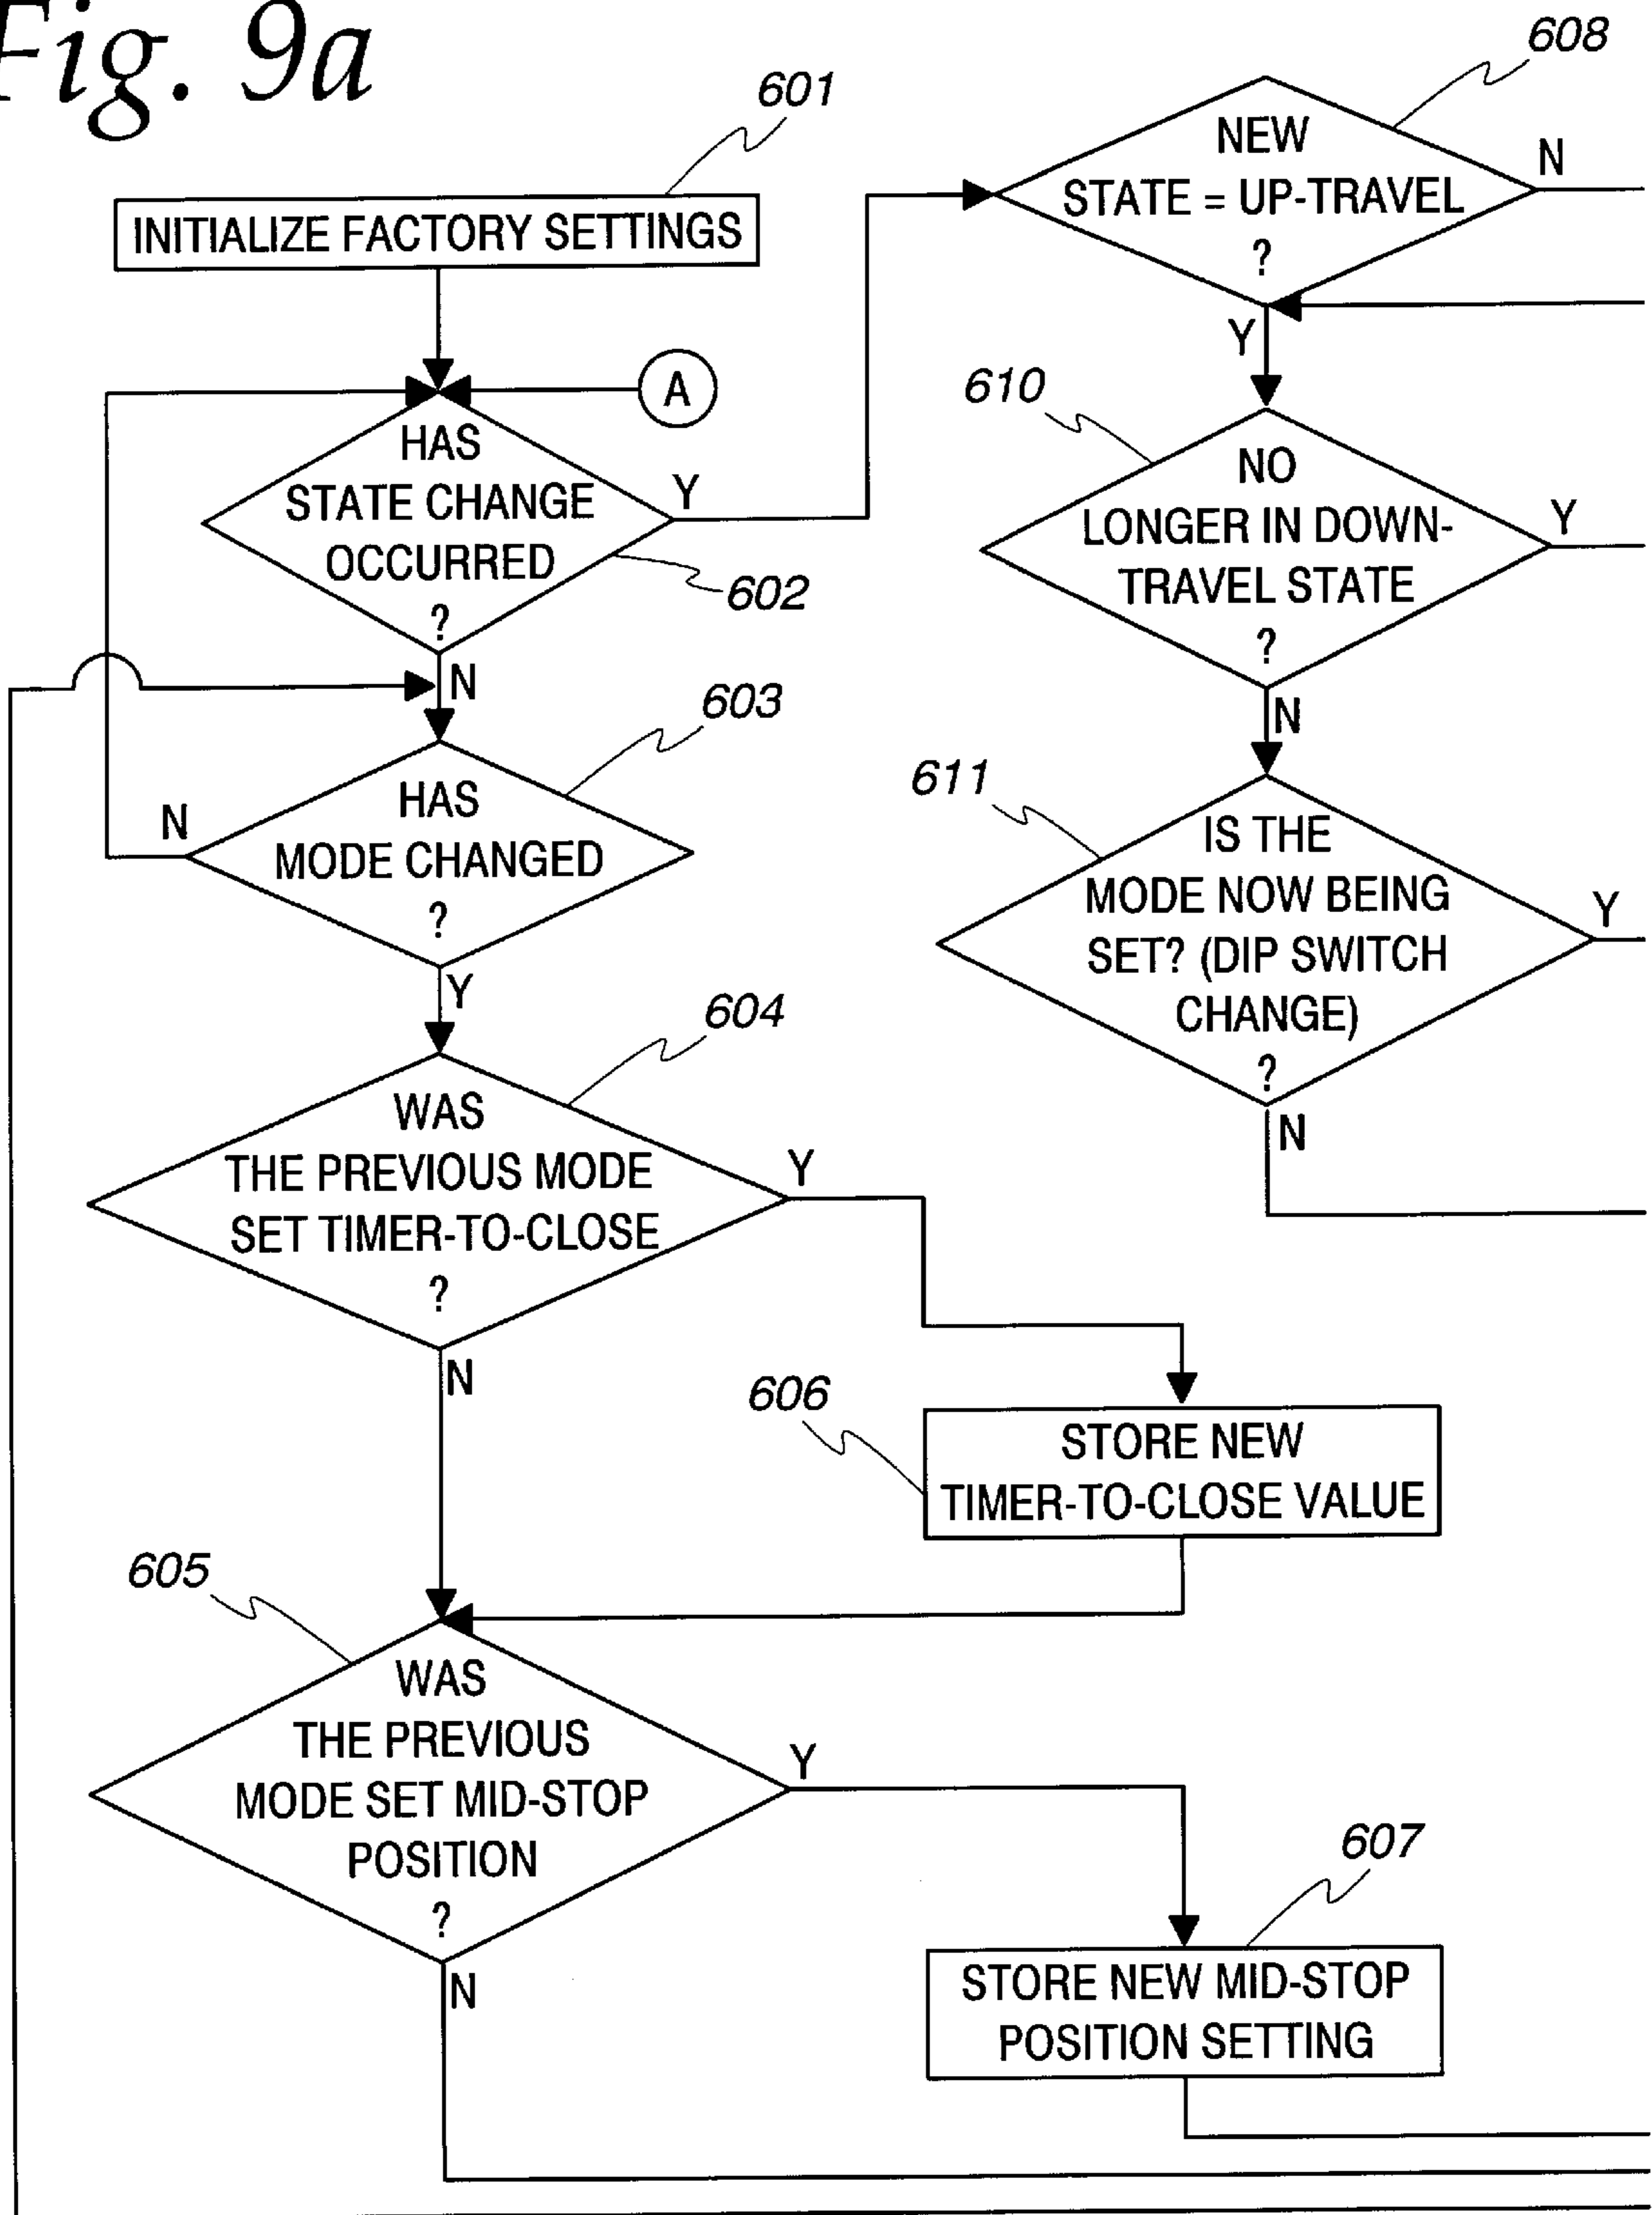 Fig. 9a
601
INITIALIZE FACTORY SETTINGS
A
HAS
STATE CHANGE
OCCURRED
?
Y
602
N
603
HAS
MODE CHANGED
?
N
Y
604
WAS
THE PREVIOUS MODE
SET TIMER-TO-CLOSE
?
Y
N
606
STORE NEW
TIMER-TO-CLOSE VALUE
605
WAS
THE PREVIOUS
MODE SET MID-STOP
POSITION
?
Y
N
607
STORE NEW MID-STOP
POSITION SETTING
608
NEW
STATE = UP-TRAVEL
?
N
Y
610
NO
LONGER IN DOWN-
TRAVEL STATE
?
Y
N
611
IS THE
MODE NOW BEING
SET? (DIP SWITCH
CHANGE)
?
Y
N